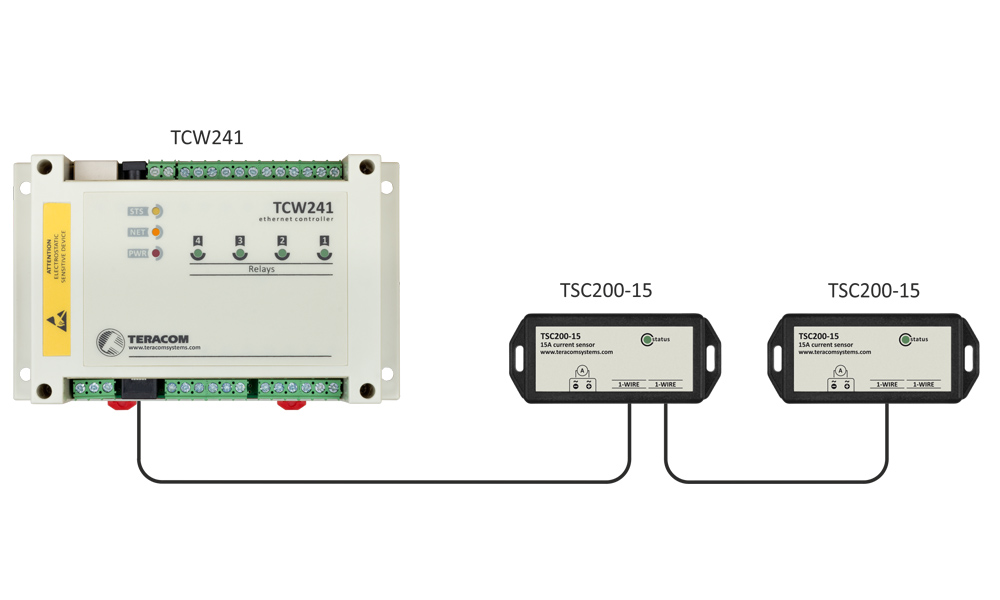 TCW241
STS
NET
PWR
TCW241
ethernet controller
4 3 2 1
Relays
ATTENTION
ELECTROSTATIC
SENSITIVE DEVICE
TERACOM
www.teracomsystems.com
TSC200-15
TSC200-15
15A current sensor
www.teracomsystems.com
status
A
1-WIRE 1-WIRE
TSC200-15
TSC200-15
15A current sensor
www.teracomsystems.com
status
A
1-WIRE 1-WIRE